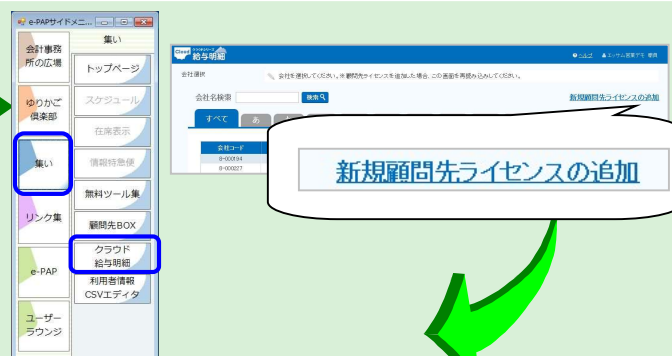 e-PAPサイドメニ...
会計事務
所の広場
ゆりかご
倶楽部
集い
リンク集
e-PAP
ユーザー
ラウンジ
集い
トップページ
スケジュール
在席表示
情報特急便
無料ツール集
顧問先BOX
クラウド
給与明細
利用者情報
CSVエディタ
Cloud
給与明細
ヘルプ
会社選択
会社を選択してください。※顧問先ライセンスを追加した場合、この画面を再読み込みしてください。
会社名検索
検索
新規顧問先ライセンスの追加
すべて
あ
会社コード
8-000194
8-000227
新規顧問先ライセンスの追加